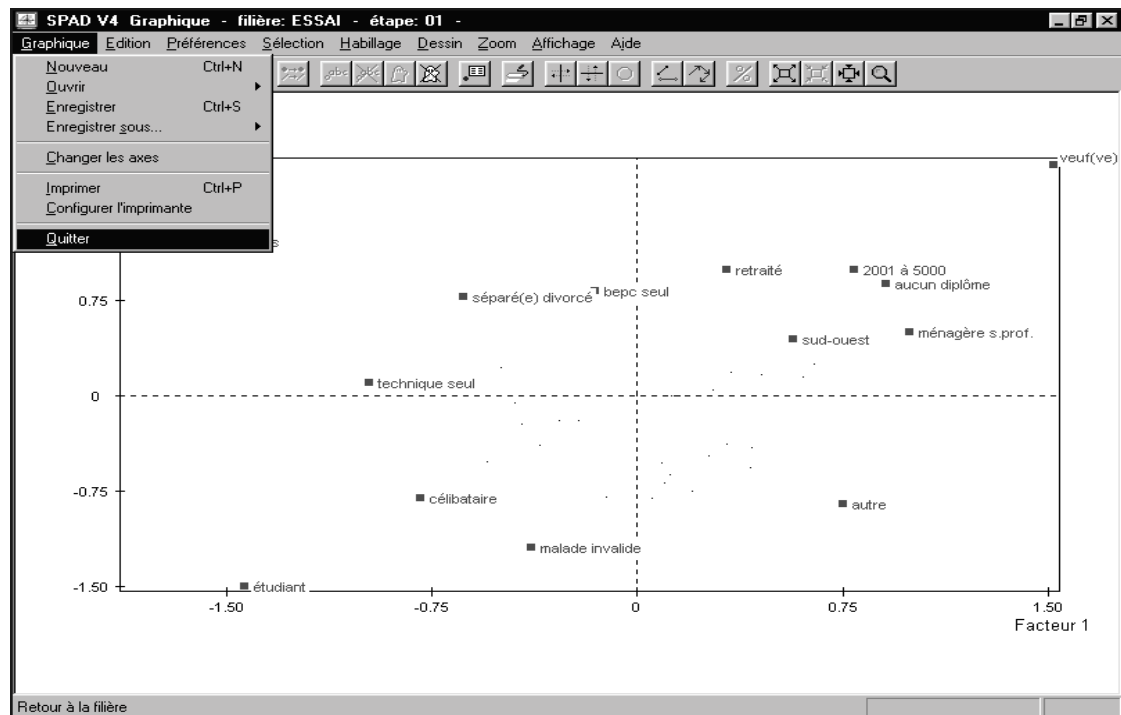 SPAD V4 Graphique - filière: ESSAI - étape: 01 -
Graphique Edition Préférences Sélection Habillage Dessin Zoom Affichage Ajde
Nouveau Ctrl+N
Ouvrir
Enregistrer Ctrl+S
Enregistrer sous...
Changer les axes
Imprimer Ctrl+P
Configurer l'imprimante
Quitter
veuf(ve)
s
retraité
2001 à 5000
aucun diplôme
0.75
séparé(e) divorcé
bepc seul
ménagère s.prof.
sud-ouest
technique seul
0
-0.75
célibataire
autre
malade invalide
-1.50
étudiant
-1.50 -0.75 0 0.75 1.50
Facteur 1
Retour à la filière